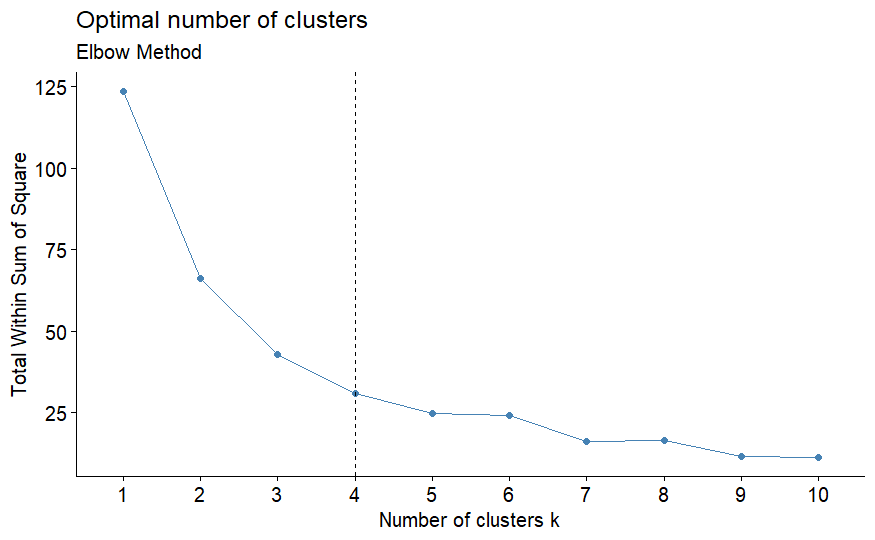 Optimal number of clusters
Elbow Method
Total Within Sum of Square
125
100
75
50
25
1 2 3 4 5 6 7 8 9 10
Number of clusters k